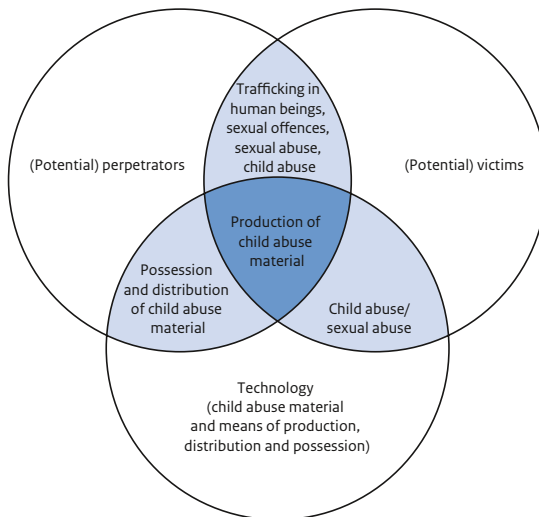 Trafficking in
human beings,
sexual offences,
sexual abuse,
child abuse
(Potential) perpetrators
(Potential) victims
Production of
child abuse
material
Possession
and distribution
of child abuse
material
Child abuse/
sexual abuse
Technology
(child abuse material
and means of production,
distribution and possession)